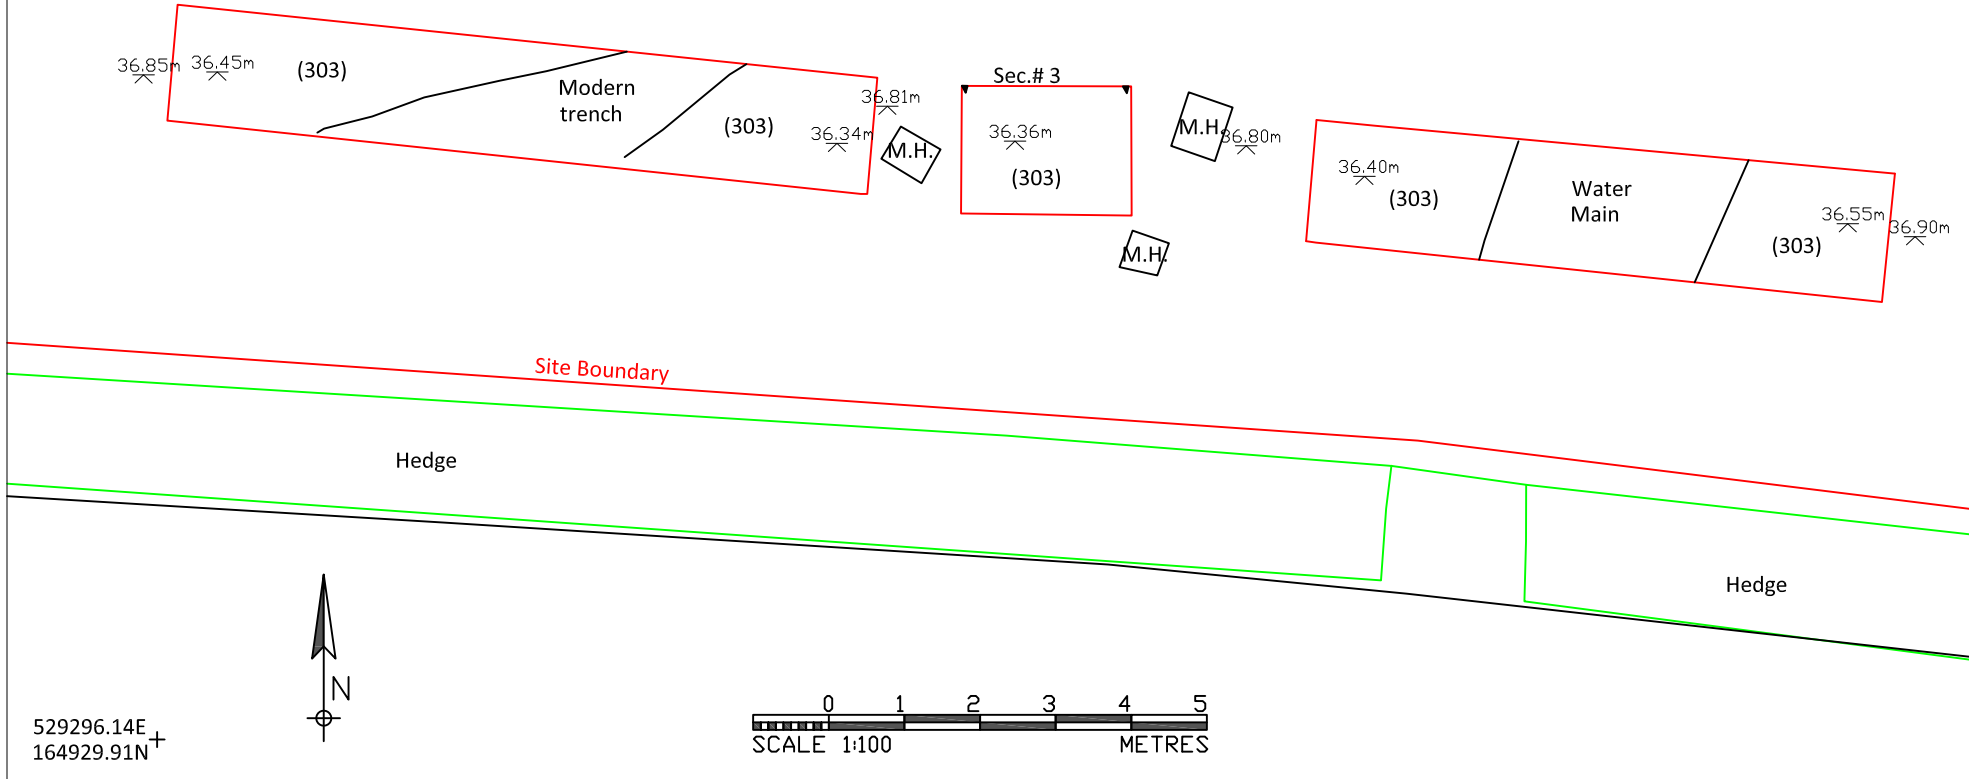 Sec.# 3
36.85m
36.45m
(303)
Modern
trench
(303)
36.81m
36.34m
M.H.
36.36m
(303)
M.H.
36.80m
M.H.
36.40m
(303)
Water
Main
36.55m
36.90m
(303)
Site Boundary
Hedge
Hedge
N
529296.14E
164929.91N
0 1 2 3 4 5
SCALE 1:100 METRES